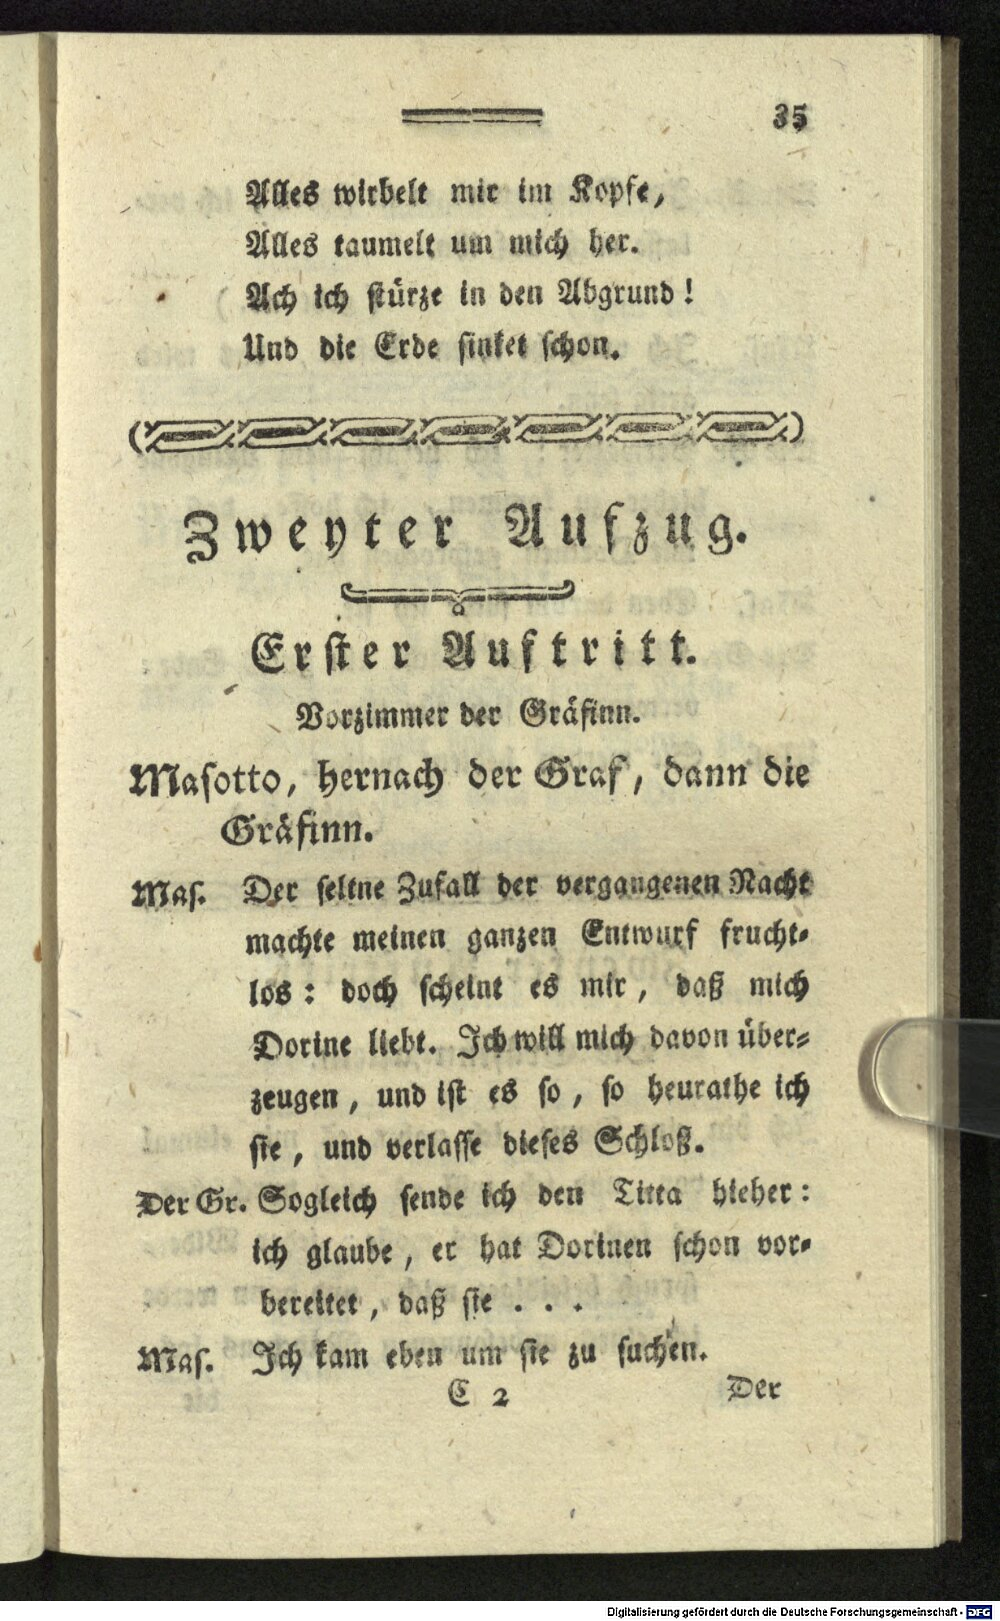 35
Alles wirbelt mir im Kopfe,
Alles taumelt um mich her.
Ach ich stürze in den Abgrund!
Und die Erde sinket schon.
Zweyter Aufzug.
Erster Auftritt.
Vorzimmer der Gräfinn.
Masotto, hernach der Graf, dann die
Gräfinn.
Mas. Der seltne Zufall der vergangenen Nacht
machte meinen ganzen Entwurf frucht-
los: doch scheint es mir, daß mich
Dorine liebt. Ich will mich davon über-
zeugen, und ist es so, so heurathe ich
sie, und verlasse dieses Schloß.
Der Gr. Sogleich sende ich den Titta hieher:
ich glaube, er hat Dorinen schon vor-
bereitet, daß sie . . .
Mas. Ich kam eben um sie zu suchen.
C 2 Der
Digitalisierung gefördert durch die Deutsche Forschungsgemeinschaft - DFG